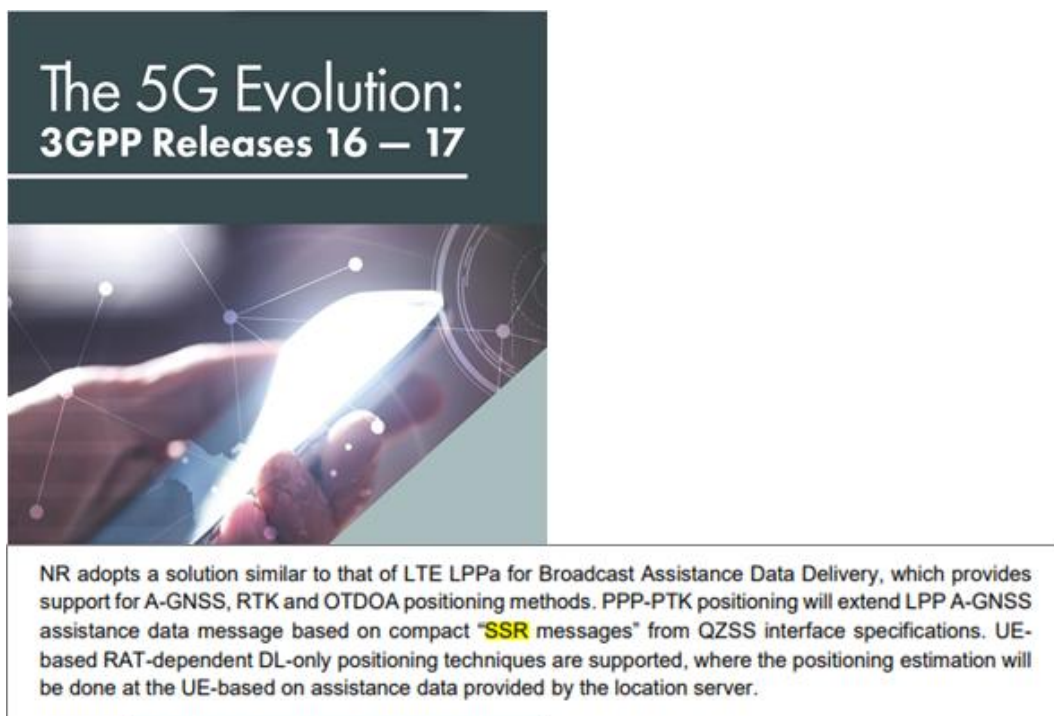 The 5G Evolution:
3GPP Releases 16 — 17
NR adopts a solution similar to that of LTE LPPa for Broadcast Assistance Data Delivery, which provides
support for A-GNSS, RTK and OTDOA positioning methods. PPP-PTK positioning will extend LPP A-GNSS
assistance data message based on compact “SSR messages” from QZSS interface specifications. UE-
based RAT-dependent DL-only positioning techniques are supported, where the positioning estimation will
be done at the UE-based on assistance data provided by the location server.